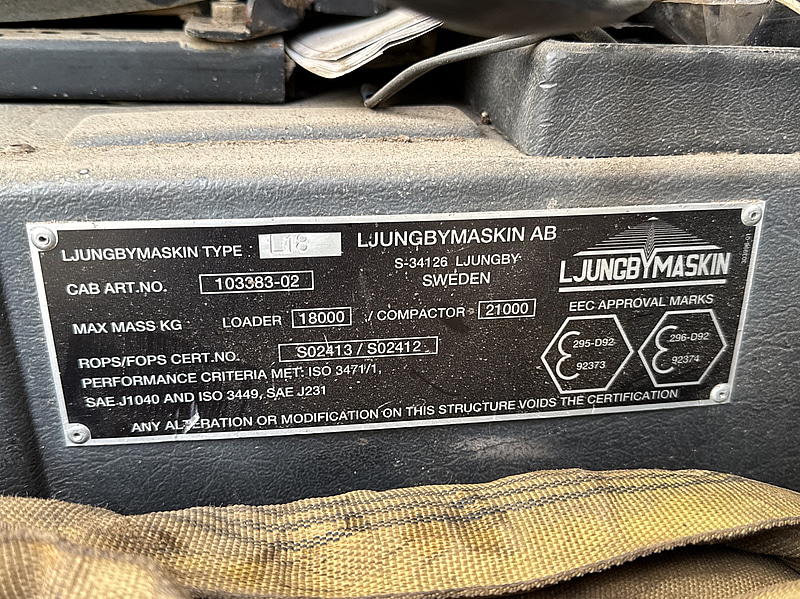 LJUNGBYMASKIN TYPE L18
LJUNGBYMASKIN AB
S-34126 LJUNGBY
SWEDEN
LJUNGBYMASKIN
CAB ART.NO. 103383-02
MAX MASS KG LOADER 18000 / COMPACTOR 21000
ROPS/FOPS CERT.NO. S02413 / S02412
PERFORMANCE CRITERIA MET: ISO 3471/1,
SAE J1040 AND ISO 3449, SAE J231
EEC APPROVAL MARKS
295-D92
92373
296-D92
92374
ANY ALTERATION OR MODIFICATION ON THIS STRUCTURE VOIDS THE CERTIFICATION